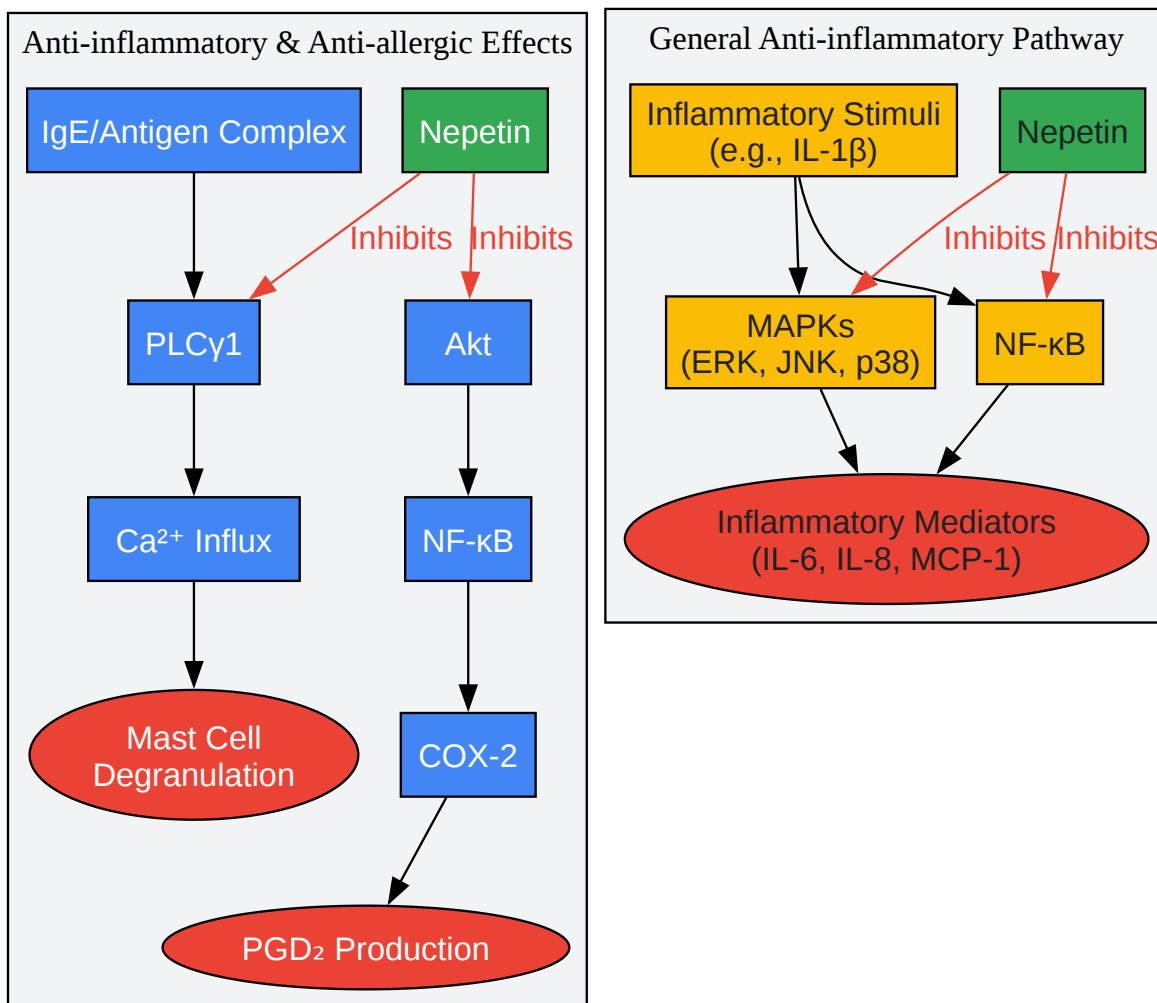 Anti-inflammatory & Anti-allergic Effects
IgE/Antigen Complex
Nepetin
Inhibits
Inhibits
PLCγ1
Akt
Ca²⁺ Influx
NF-κB
Mast Cell
Degranulation
COX-2
PGD₂ Production
General Anti-inflammatory Pathway
Inflammatory Stimuli
(e.g., IL-1β)
Nepetin
Inhibits
Inhibits
MAPKs
(ERK, JNK, p38)
NF-κB
Inflammatory Mediators
(IL-6, IL-8, MCP-1)